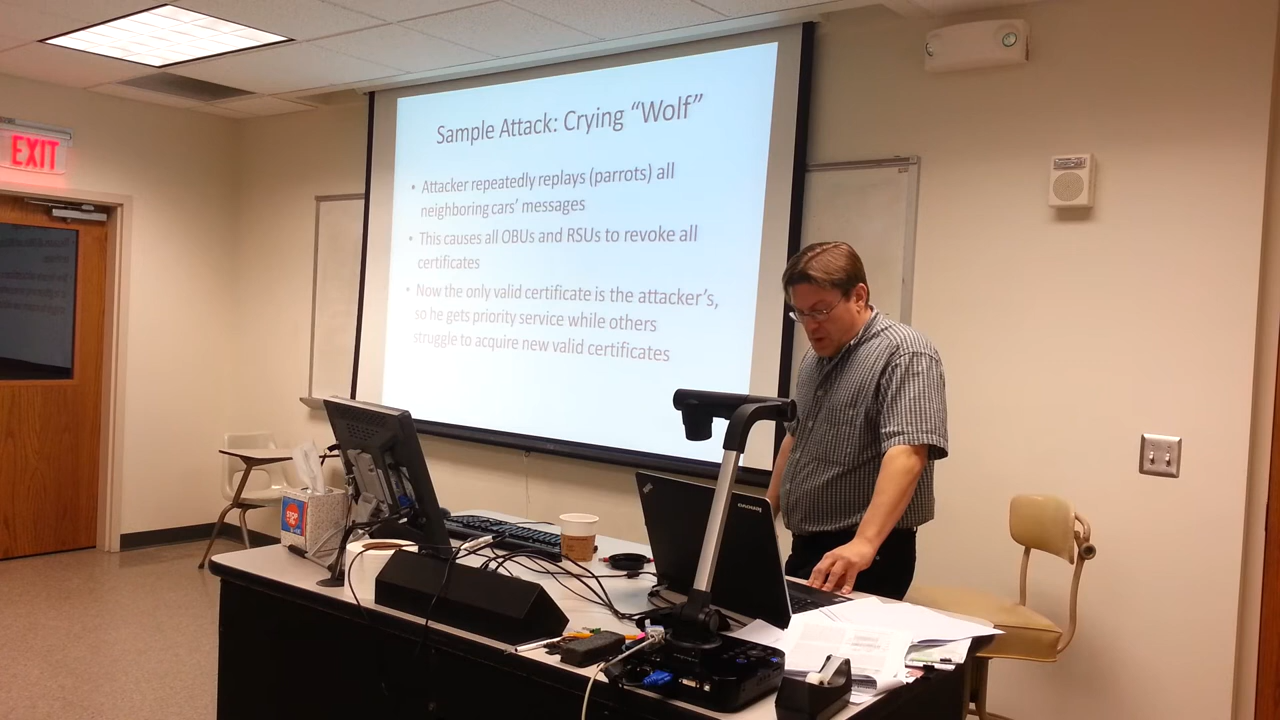 EXIT
Sample Attack: Crying “Wolf”
• Attacker repeatedly replays (parrots) all
neighboring cars’ messages
• This causes all OBUs and RSUs to revoke all
certificates
• Now the only valid certificate is the attacker’s,
so he gets priority service while others
struggle to acquire new valid certificates
lenovo
STOP